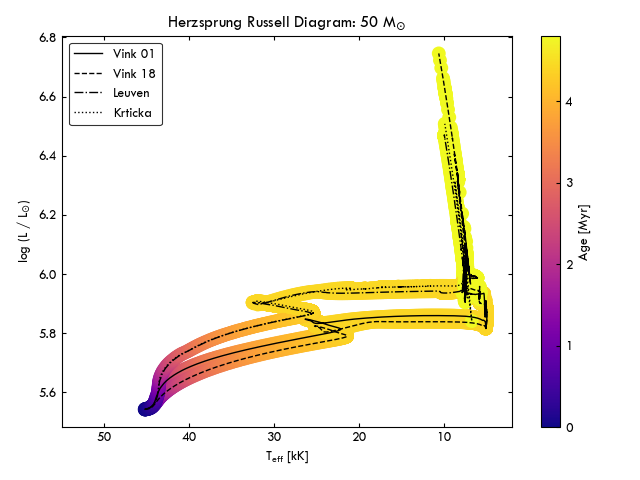 Herzsprung Russell Diagram: 50 M☉
6.8
6.6
6.4
6.2
6.0
5.8
5.6
log (L / L☉)
Vink 01
Vink 18
Leuven
Krticka
50
40
30
20
10
Teff [kK]
4
3
2
1
0
Age [Myr]